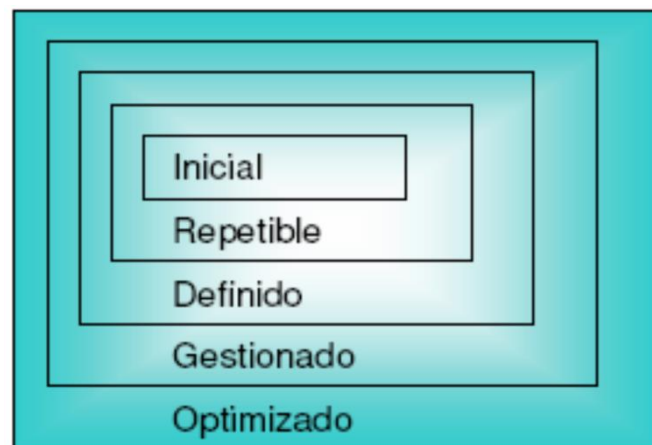 Inicial
Repetible
Definido
Gestionado
Optimizado